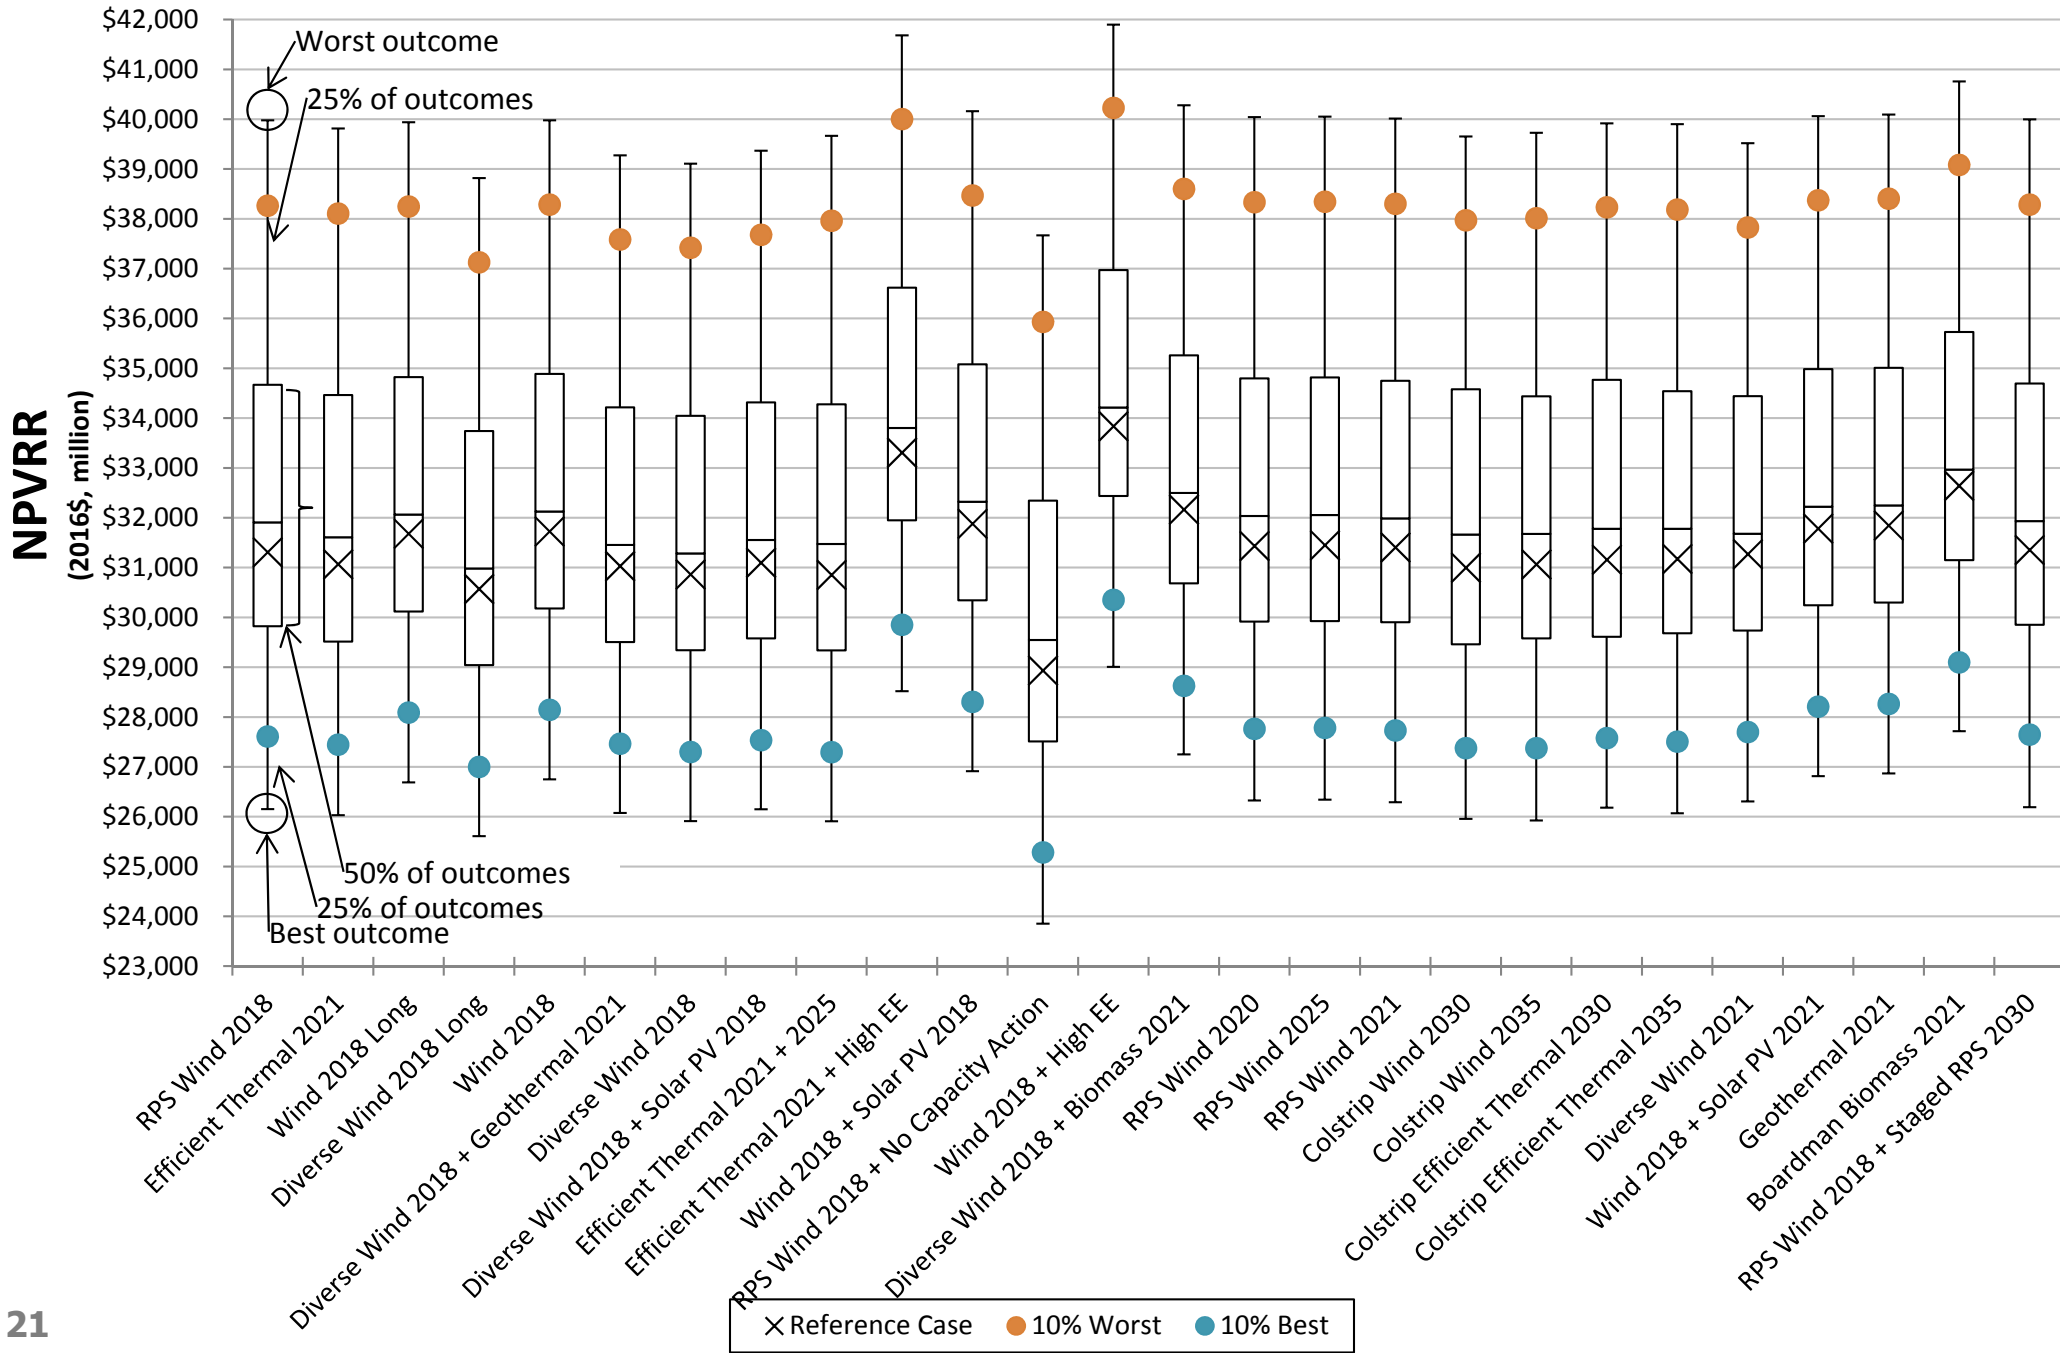 $42,000
$41,000
$40,000
$39,000
$38,000
$37,000
$36,000
$35,000
$34,000
$33,000
$32,000
$31,000
$30,000
$29,000
$28,000
$27,000
$26,000
$25,000
$24,000
$23,000
NPVRR
(2016$, million)
Worst outcome
25% of outcomes
50% of outcomes
25% of outcomes
Best outcome
RPS Wind 2018
Efficient Thermal 2021
Wind 2018 Long
Diverse Wind 2018 Long
Wind 2018
Diverse Wind 2018 + Geothermal 2021
Diverse Wind 2018
Diverse Wind 2018 + Solar PV 2018
Efficient Thermal 2021 + 2025
Efficient Thermal 2021 + High EE
Wind 2018 + Solar PV 2018
RPS Wind 2018 + No Capacity Action
Wind 2018 + High EE
Diverse Wind 2018 + Biomass 2021
RPS Wind 2020
RPS Wind 2025
RPS Wind 2021
Colstrip Wind 2030
Colstrip Wind 2035
Colstrip Efficient Thermal 2030
Colstrip Efficient Thermal 2035
Diverse Wind 2021
Wind 2018 + Solar PV 2021
Geothermal 2021
Boardman Biomass 2021
RPS Wind 2018 + Staged RPS 2030
Reference Case
10% Worst
10% Best
21